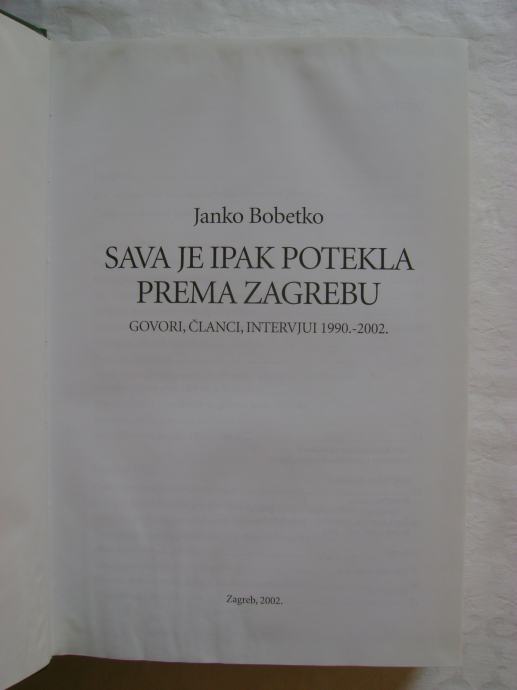 Janko Bobetko
SAVA JE IPAK POTEKLA
PREMA ZAGREBU
GOVORI, ČLANCI, INTERVJUI 1990.-2002.
Zagreb, 2002.